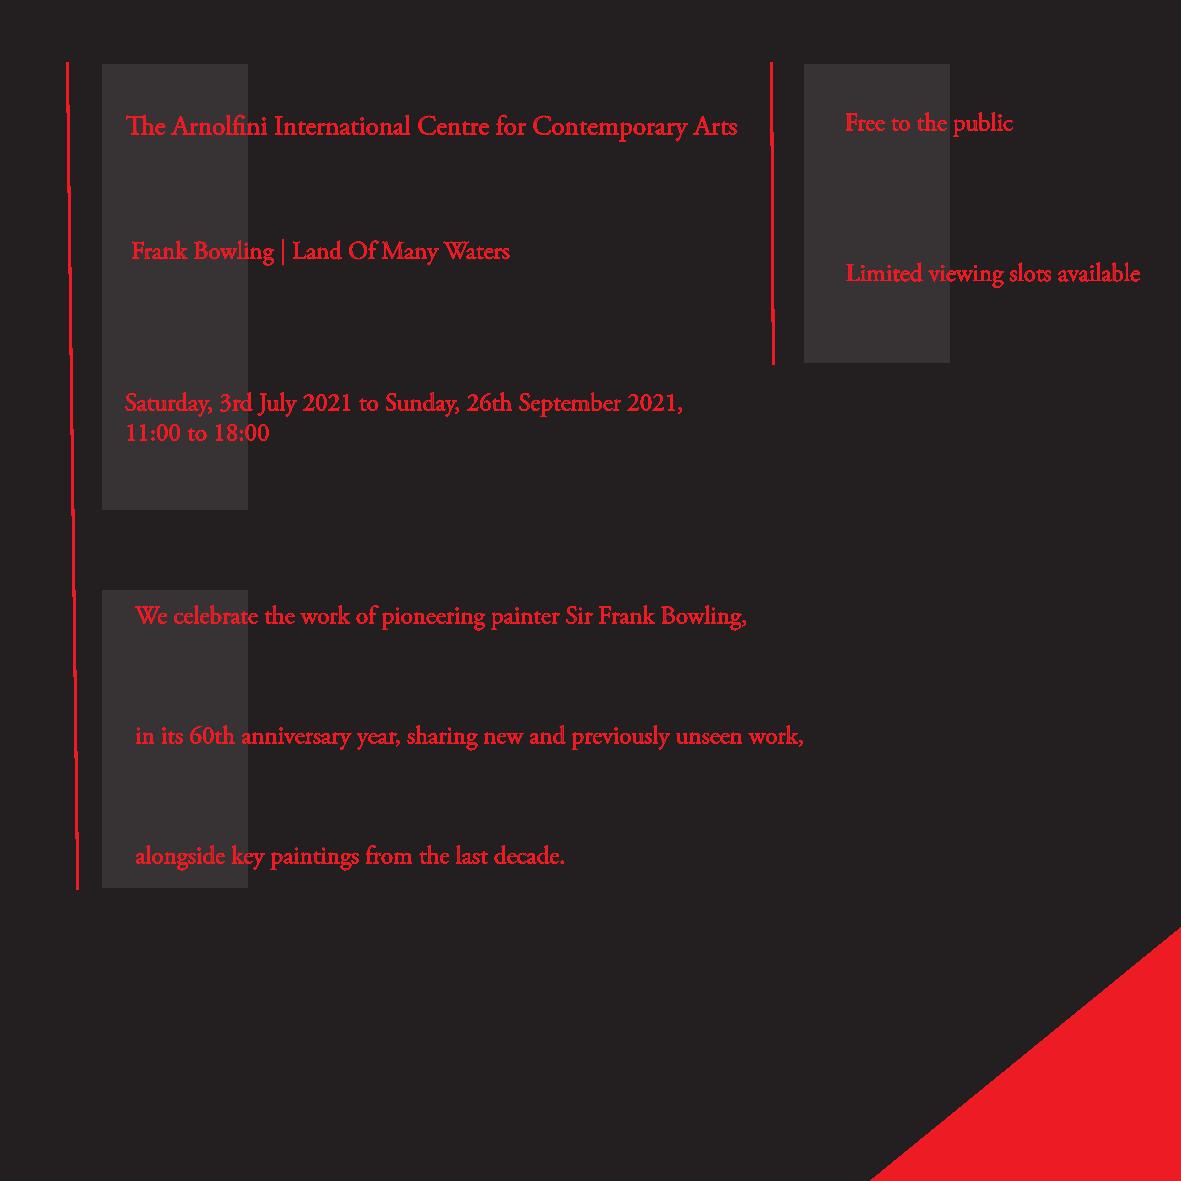 The Arnolfini International Centre for Contemporary Arts
Frank Bowling | Land Of Many Waters
Saturday, 3rd July 2021 to Sunday, 26th September 2021,
11:00 to 18:00
We celebrate the work of pioneering painter Sir Frank Bowling,
in its 60th anniversary year, sharing new and previously unseen work,
alongside key paintings from the last decade.
Free to the public
Limited viewing slots available